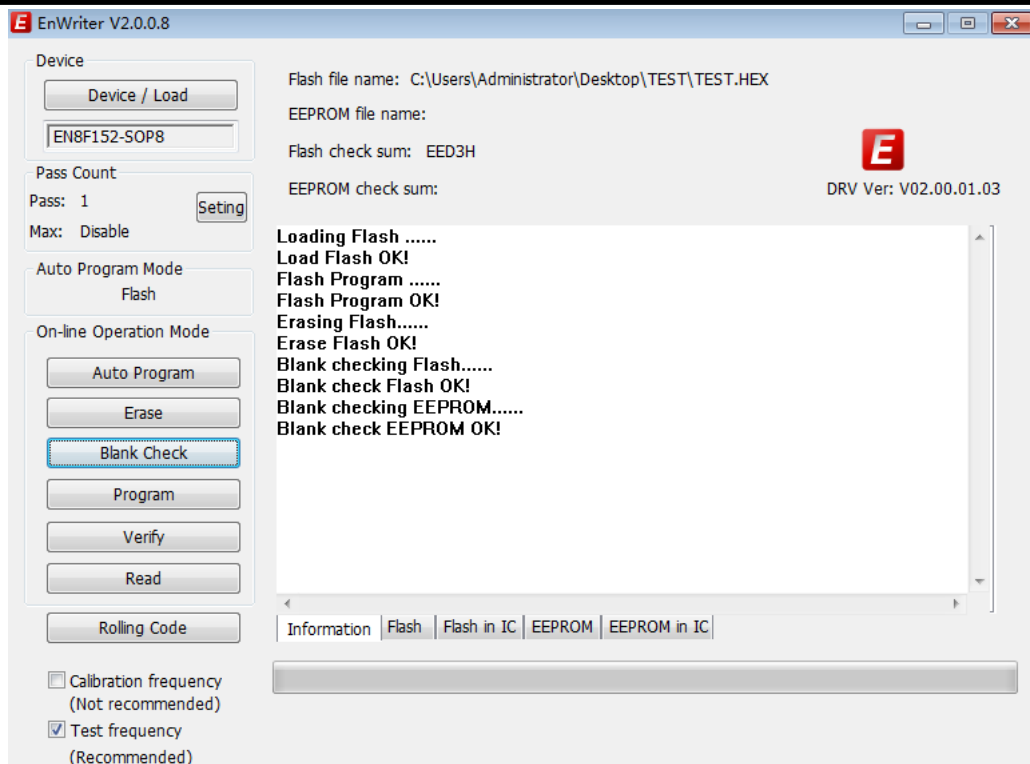 EnWriter V2.0.0.8
Device
Device / Load
EN8F152-SOP8
Pass Count
Pass: 1
Seting
Max: Disable
Auto Program Mode
Flash
On-line Operation Mode
Auto Program
Erase
Blank Check
Program
Verify
Read
Rolling Code
Calibration frequency
(Not recommended)
Test frequency
(Recommended)
Flash file name: C:\Users\Administrator\Desktop\TEST\TEST.HEX
EEPROM file name:
Flash check sum: EED3H
EEPROM check sum:
E
DRV Ver: V02.00.01.03
Loading Flash ......
Load Flash OK!
Flash Program ......
Flash Program OK!
Erasing Flash......
Erase Flash OK!
Blank checking Flash......
Blank check Flash OK!
Blank checking EEPROM......
Blank check EEPROM OK!
Information Flash Flash in IC EEPROM EEPROM in IC